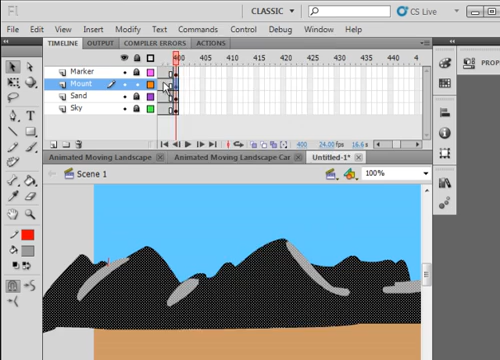 Fl
CLASSIC
CS Live
File Edit View Insert Modify Text Commands Control Debug Window Help
TIMELINE OUTPUT COMPILER ERRORS ACTIONS
400 405 410 415 420 425 430 435 440 4
Marker
Mount
Sand
Sky
400 24.00 fps 16.6 s
Animated Moving Landscape Animated Moving Landscape Car Untitled-1*
Scene 1 100%
PROP